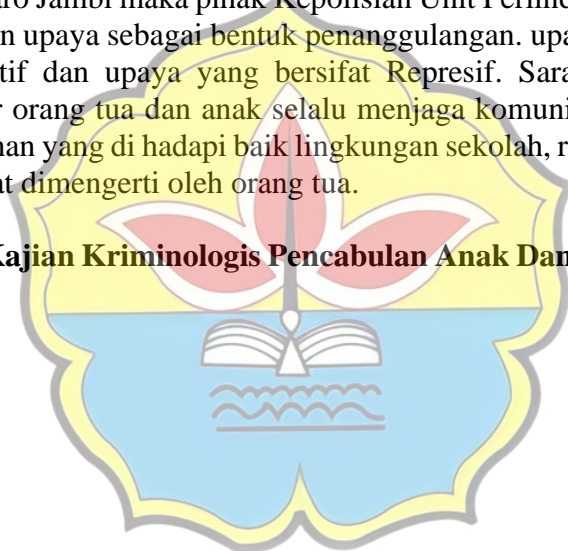 Jambi maka pihak Kepolisian Unit
n upaya sebagai bentuk penanggulangan. upa
tif dan upaya yang bersifat Represif. Sara
r orang tua dan anak selalu menjaga komuni
nan yang di hadapi baik lingkungan sekolah, r
at dimengerti oleh orang tua.
Kajian Kriminologis Pencabulan Anak Dan